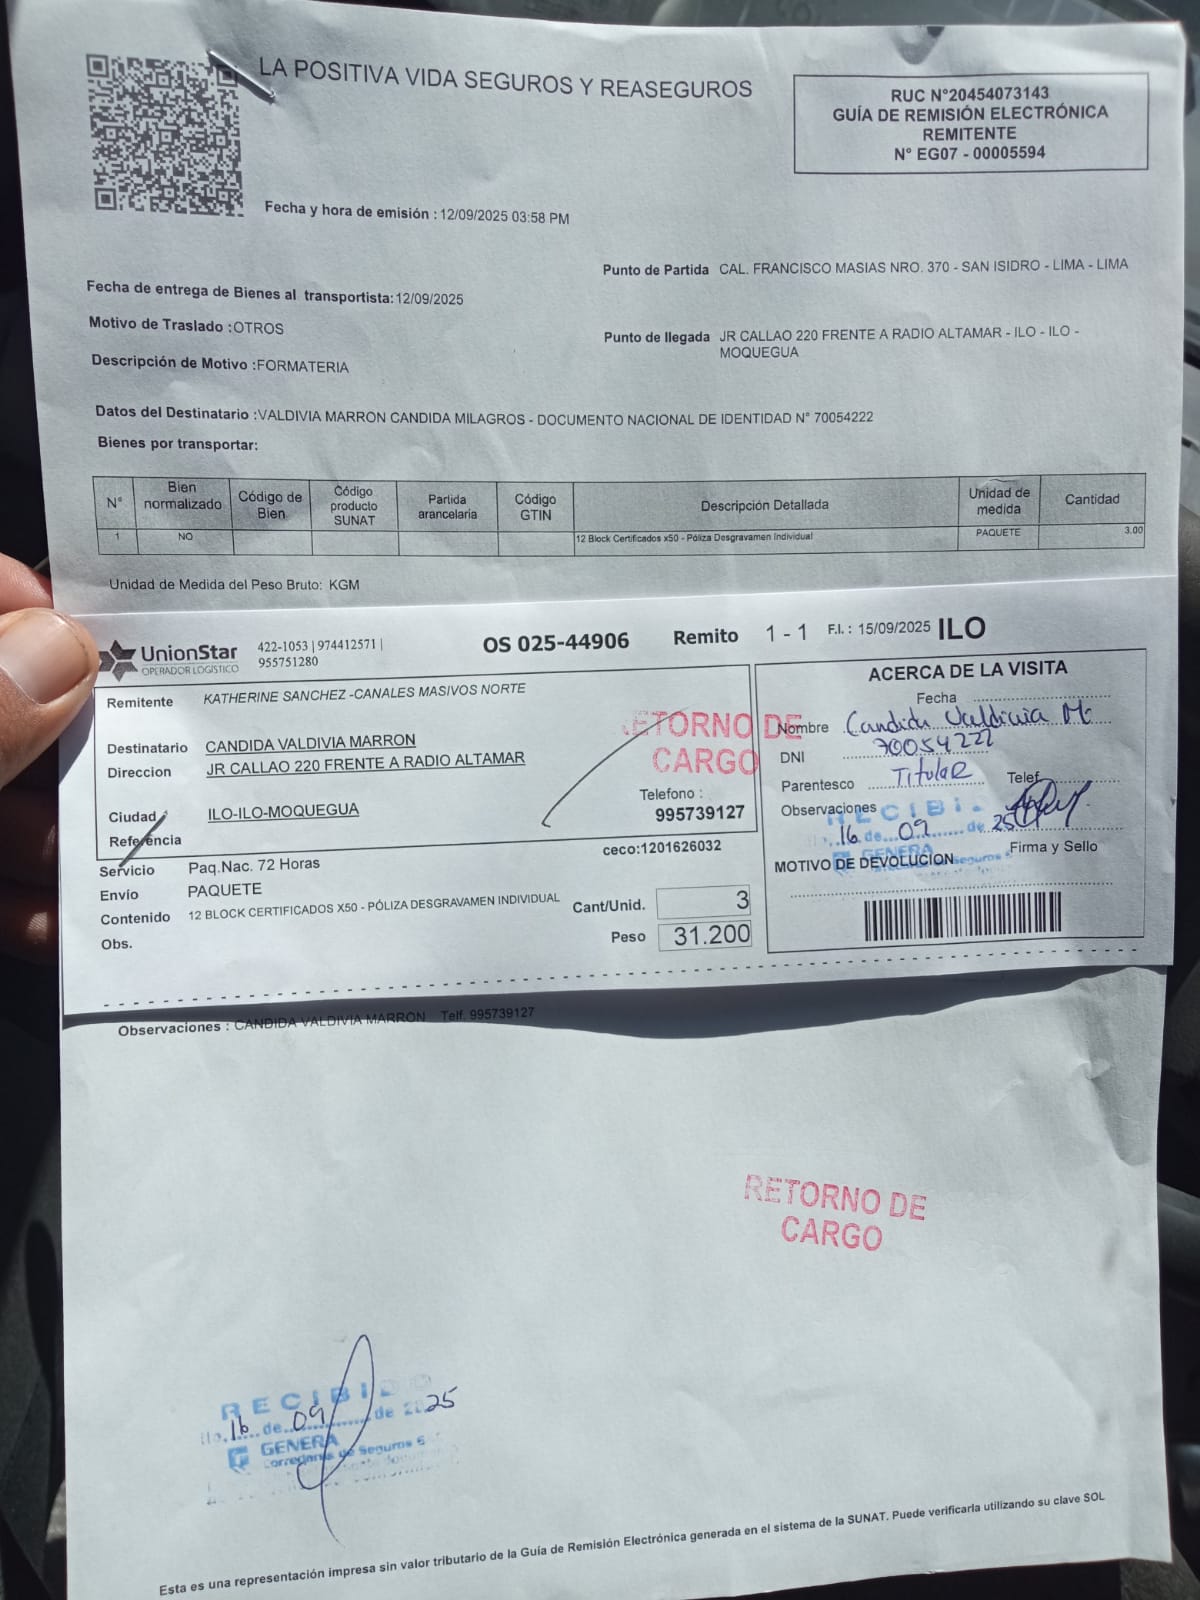 LA POSITIVA VIDA SEGUROS Y REASEGUROS
RUC N°20454073143
GUÍA DE REMISIÓN ELECTRÓNICA
REMITENTE
N° EG07 - 00005594
Fecha y hora de emisión : 12/09/2025 03:58 PM
Punto de Partida CAL. FRANCISCO MASIAS NRO. 370 - SAN ISIDRO - LIMA - LIMA
Fecha de entrega de Bienes al transportista:12/09/2025
Motivo de Traslado :OTROS
Punto de llegada JR CALLAO 220 FRENTE A RADIO ALTAMAR - ILO - ILO -
MOQUEGUA
Descripción de Motivo :FORMATERIA
Datos del Destinatario :VALDIVIA MARRON CANDIDA MILAGROS - DOCUMENTO NACIONAL DE IDENTIDAD N° 70054222
Bienes por transportar:
N° Bien normalizado Código de Bien Código producto SUNAT Partida arancelaria Código GTIN Descripción Detallada Unidad de medida Cantidad
1 NO 12 Block Certificados x50 - Póliza Desgravamen Individual PAQUETE 3.00
Unidad de Medida del Peso Bruto: KGM
UnionStar
OPERADOR LOGÍSTICO
422-1053 | 974412571 |
955751280
OS 025-44906 Remito 1 - 1 F.I.: 15/09/2025 ILO
Remitente KATHERINE SANCHEZ -CANALES MASIVOS NORTE
Destinatario CANDIDA VALDIVIA MARRON
Direccion JR CALLAO 220 FRENTE A RADIO ALTAMAR
RETORNO DE
CARGO
Telefono :
995739127
Ciudad ILO-ILO-MOQUEGUA
Referencia
ceco:1201626032
Servicio Paq.Nac. 72 Horas
Envío PAQUETE
Contenido 12 BLOCK CERTIFICADOS X50 - PÓLIZA DESGRAVAMEN INDIVIDUAL
Obs.
Cant/Unid. 3
Peso 31.200
ACERCA DE LA VISITA
Fecha
Nombre Candida Valdivia M
DNI 70054222
Parentesco Titular Telef
Observaciones
RECIBI
16 de 09 de 25
GENERA
Seguros
Firma y Sello
MOTIVO DE DEVOLUCION
Observaciones : CANDIDA VALDIVIA MARRON Telf. 995739127
RETORNO DE
CARGO
RECIBIDO
Ilo, 16 de 09 de 2025
GENERA
Corredores de Seguros S
Esta es una representación impresa sin valor tributario de la Guía de Remisión Electrónica generada en el sistema de la SUNAT. Puede verificarla utilizando su clave SOL